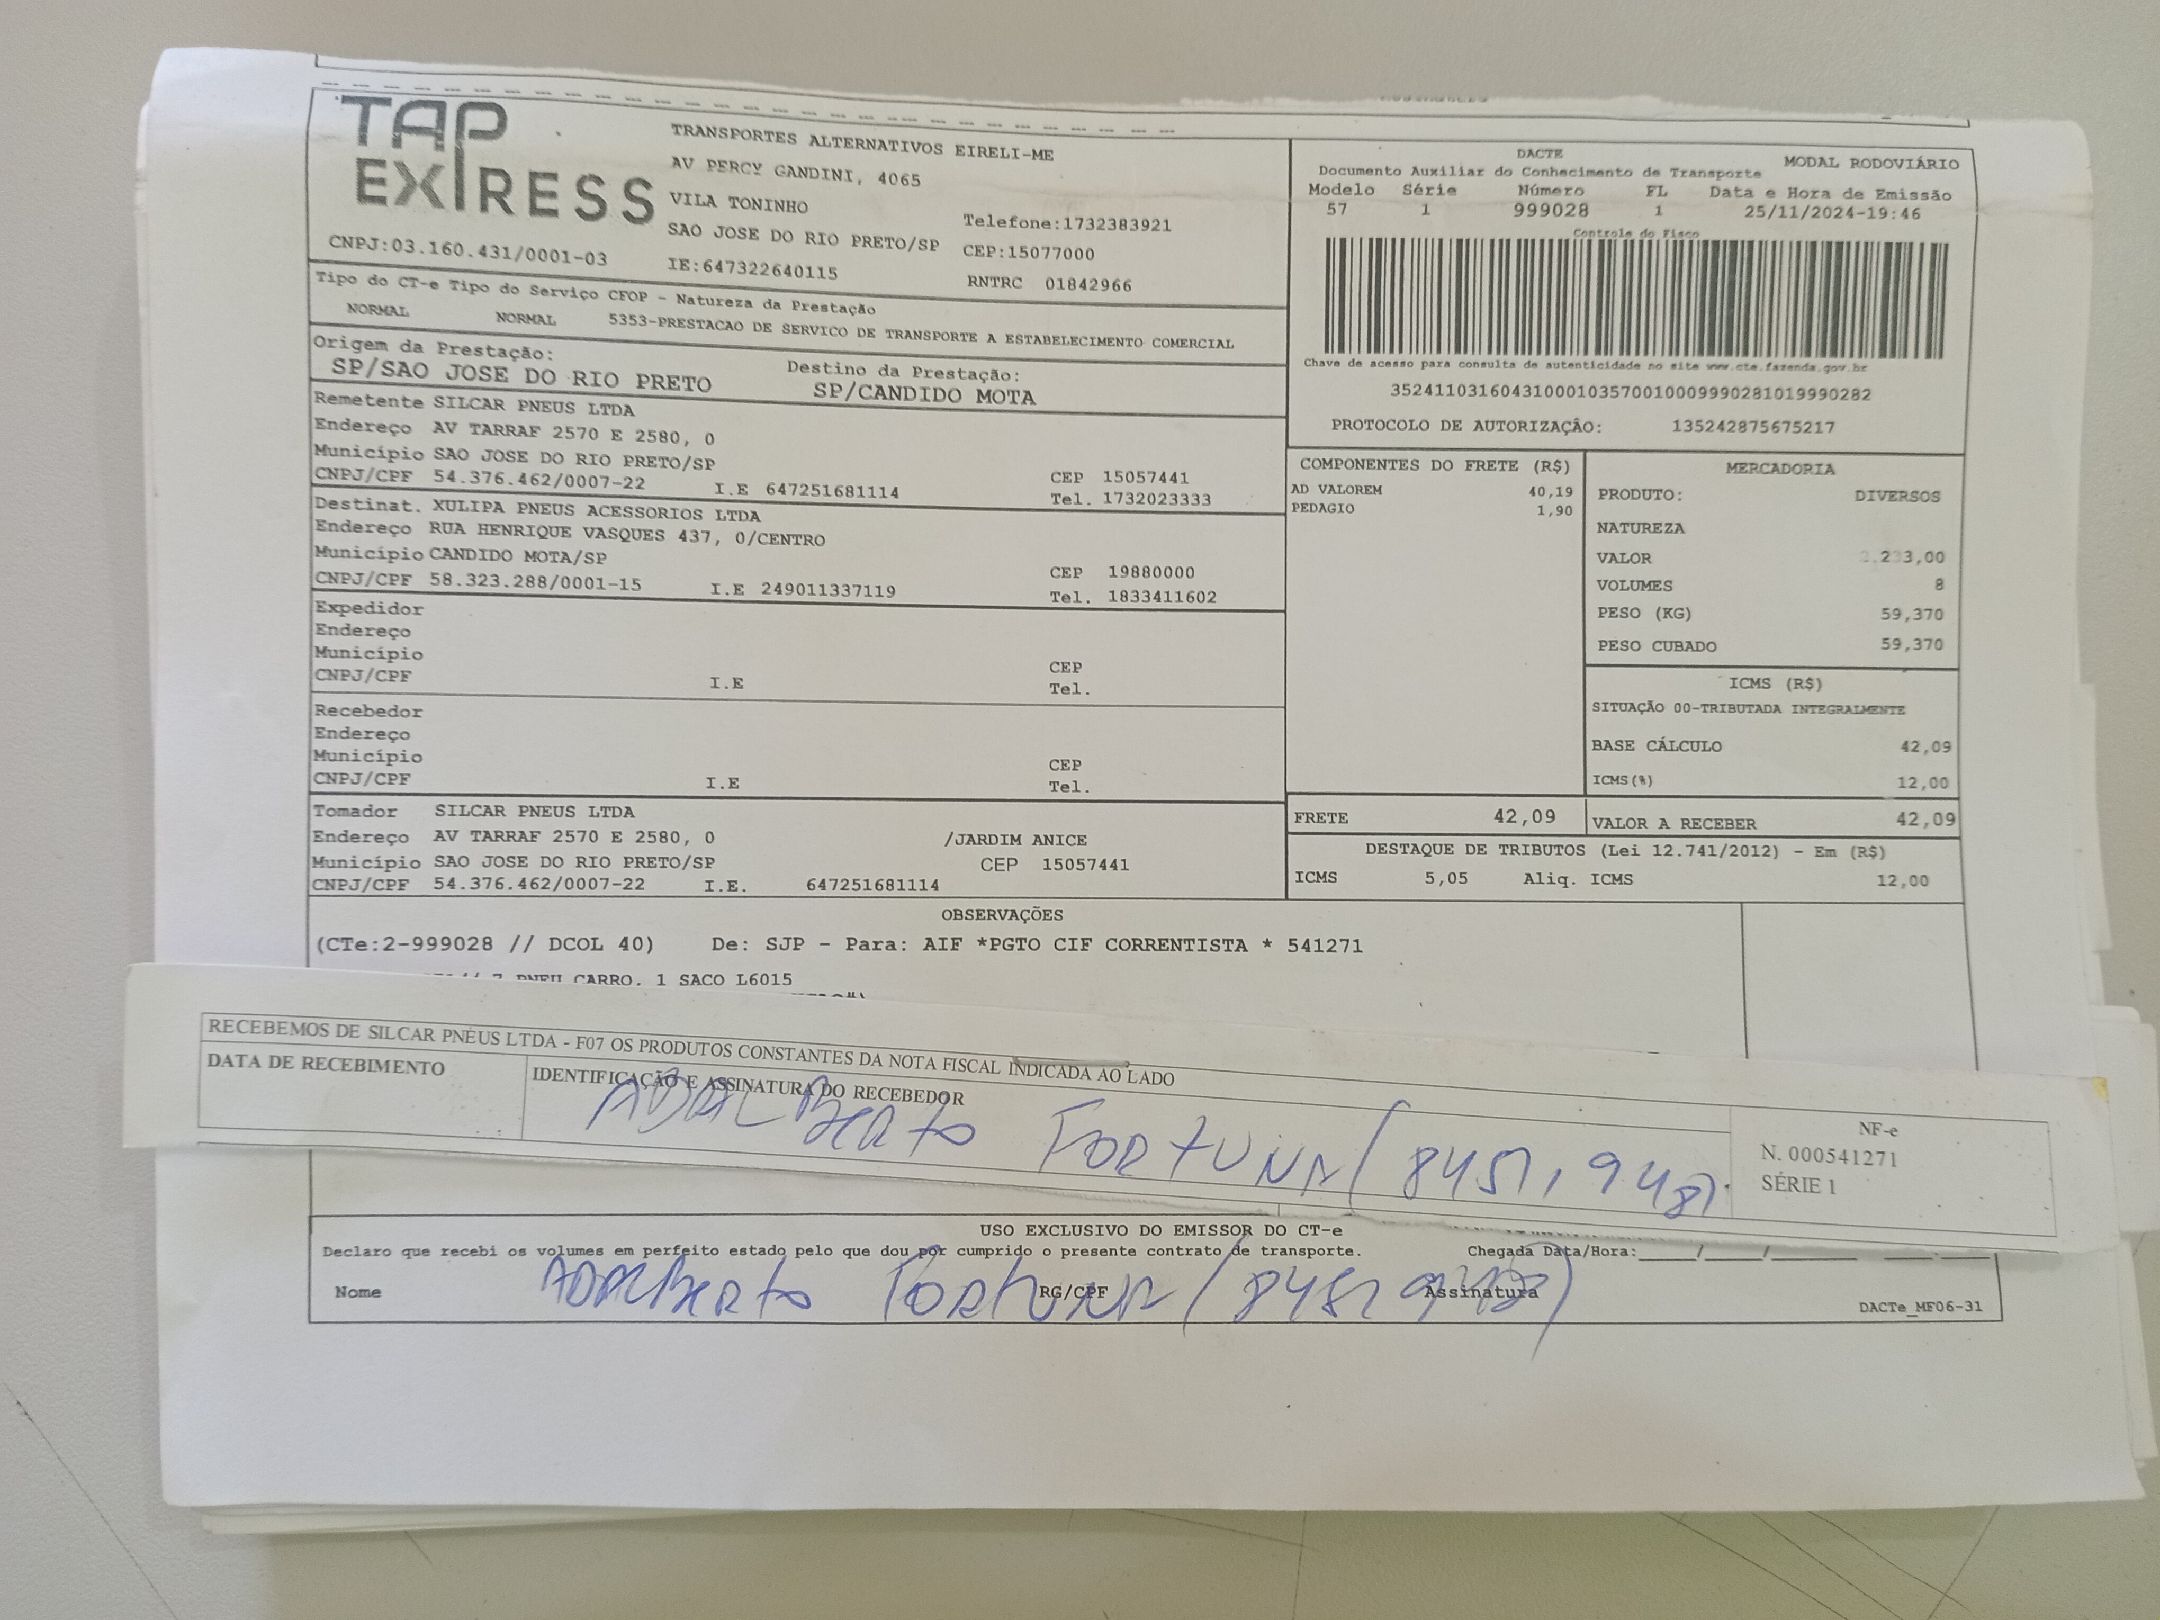 TAP EXPRESS
TRANSPORTES ALTERNATIVOS EIRELI-ME
AV PERCY GANDINI, 4065
VILA TONINHO
SAO JOSE DO RIO PRETO/SP
Telefone:1732383921
CEP:15077000
CNPJ:03.160.431/0001-03
IE:647322640115
RNTRC 01842966
DACTE
MODAL RODOVIÁRIO
Documento Auxiliar do Conhecimento de Transporte
Modelo Série Número FL Data e Hora de Emissão
57 1 999028 1 25/11/2024-19:46
Controle do Fisco
Chave de acesso para consulta de autenticidade no site www.cte.fazenda.gov.br
35241103160431000103570010009990281019990282
PROTOCOLO DE AUTORIZAÇÃO: 135242875675217
Tipo do CT-e Tipo do Serviço CFOP - Natureza da Prestação
NORMAL NORMAL 5353-PRESTACAO DE SERVICO DE TRANSPORTE A ESTABELECIMENTO COMERCIAL
Origem da Prestação: Destino da Prestação:
SP/SAO JOSE DO RIO PRETO SP/CANDIDO MOTA
Remetente SILCAR PNEUS LTDA
Endereço AV TARRAF 2570 E 2580, 0
Município SAO JOSE DO RIO PRETO/SP CEP 15057441
CNPJ/CPF 54.376.462/0007-22 I.E 647251681114 Tel. 1732023333
Destinat. XULIPA PNEUS ACESSORIOS LTDA
Endereço RUA HENRIQUE VASQUES 437, 0/CENTRO
Município CANDIDO MOTA/SP CEP 19880000
CNPJ/CPF 58.323.288/0001-15 I.E 249011337119 Tel. 1833411602
Expedidor
Endereço
Município CEP
CNPJ/CPF I.E Tel.
Recebedor
Endereço
Município CEP
CNPJ/CPF I.E Tel.
Tomador SILCAR PNEUS LTDA
Endereço AV TARRAF 2570 E 2580, 0 /JARDIM ANICE
Município SAO JOSE DO RIO PRETO/SP CEP 15057441
CNPJ/CPF 54.376.462/0007-22 I.E. 647251681114
COMPONENTES DO FRETE (R$)
AD VALOREM 40,19
PEDAGIO 1,90
MERCADORIA
PRODUTO: DIVERSOS
NATUREZA
VALOR
VOLUMES 8
PESO (KG) 59,370
PESO CUBADO 59,370
ICMS (R$)
SITUAÇÃO 00-TRIBUTADA INTEGRALMENTE
BASE CÁLCULO 42,09
ICMS(%) 12,00
FRETE 42,09 VALOR A RECEBER 42,09
DESTAQUE DE TRIBUTOS (Lei 12.741/2012) - Em (R$)
ICMS 5,05 Aliq. ICMS 12,00
OBSERVAÇÕES
(CTe:2-999028 // DCOL 40) De: SJP - Para: AIF *PGTO CIF CORRENTISTA * 541271
PNEU CARRO. 1 SACO L6015
RECEBEMOS DE SILCAR PNEUS LTDA - F07 OS PRODUTOS CONSTANTES DA NOTA FISCAL INDICADA AO LADO
DATA DE RECEBIMENTO IDENTIFICAÇÃO E ASSINATURA DO RECEBEDOR
ADALBERTO FORTUNA
NF-e
N. 000541271
SÉRIE 1
USO EXCLUSIVO DO EMISSOR DO CT-e
Declaro que recebi os volumes em perfeito estado pelo que dou por cumprido o presente contrato de transporte. Chegada Data/Hora:____/____/____ ___:___
Nome RG/CPF Assinatura
ADALBERTO FORTUNA
DACTe_MF06-31